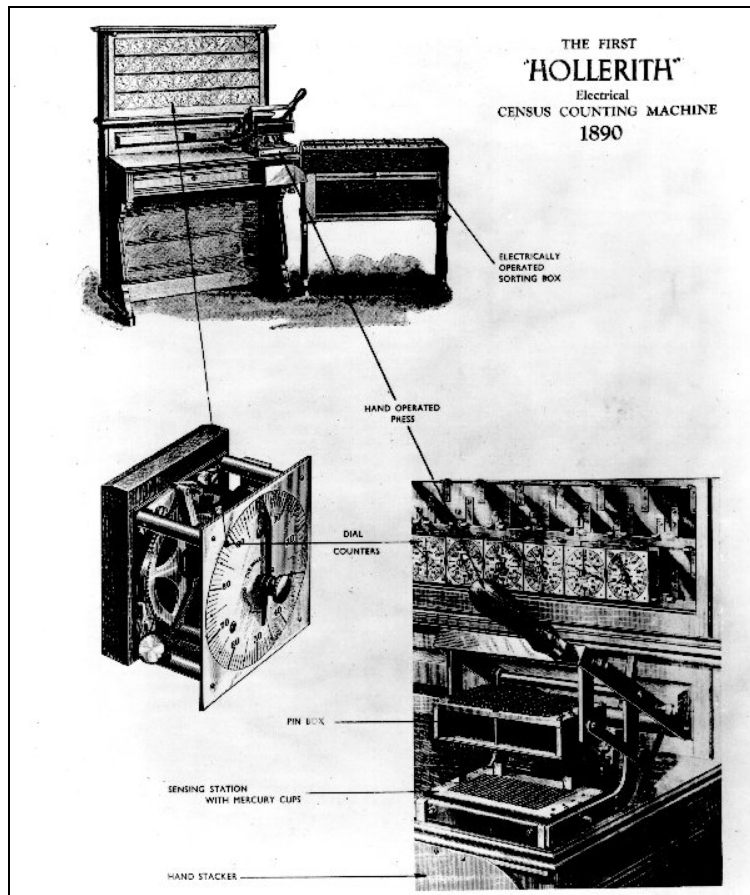 THE FIRST
"HOLLERITH"
Electrical
CENSUS COUNTING MACHINE
1890
ELECTRICALLY
OPERATED
SORTING BOX
HAND OPERATED
PRESS
DIAL
COUNTERS
PIN BOX
SENSING STATION
WITH MERCURY CUPS
HAND STACKER